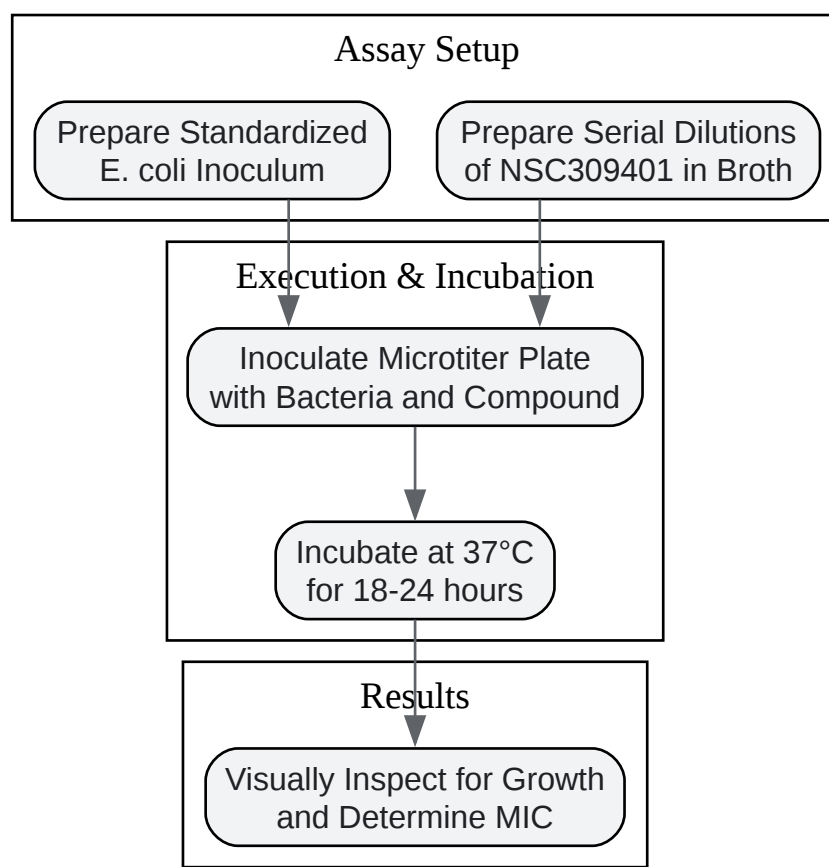 Assay Setup
Prepare Standardized
E. coli Inoculum
Prepare Serial Dilutions
of NSC309401 in Broth
Execution & Incubation
Inoculate Microtiter Plate
with Bacteria and Compound
Incubate at 37°C
for 18-24 hours
Results
Visually Inspect for Growth
and Determine MIC